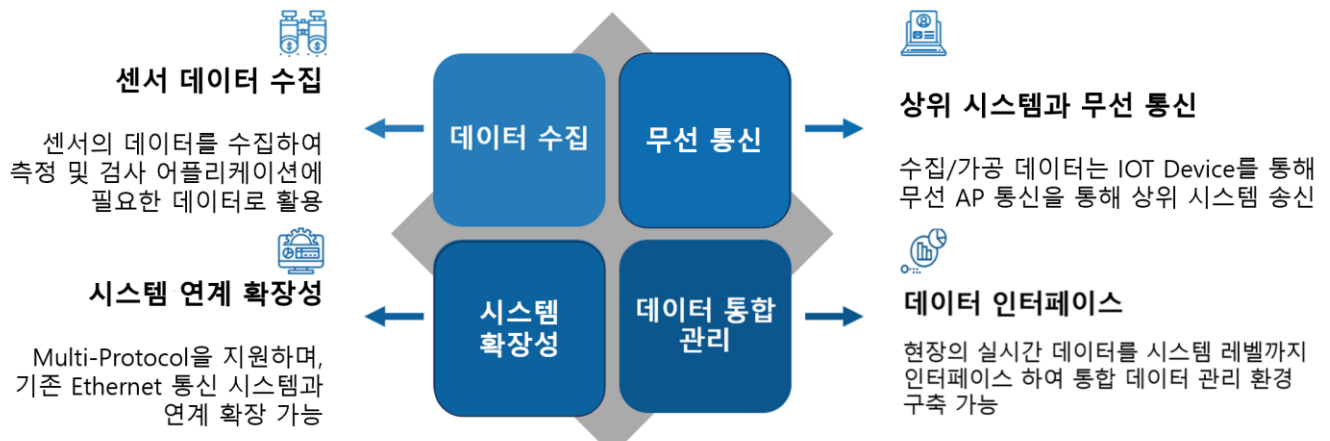 센서 데이터 수집
센서의 데이터를 수집하여
측정 및 검사 어플리케이션에
필요한 데이터로 활용
시스템 연계 확장성
Multi-Protocol을 지원하며,
기존 Ethernet 통신 시스템과
연계 확장 가능
데이터 수집
무선 통신
시스템
확장성
데이터 통합
관리
상위 시스템과 무선 통신
수집/가공 데이터는 IOT Device를 통해
무선 AP 통신을 통해 상위 시스템 송신
데이터 인터페이스
현장의 실시간 데이터를 시스템 레벨까지
인터페이스 하여 통합 데이터 관리 환경
구축 가능